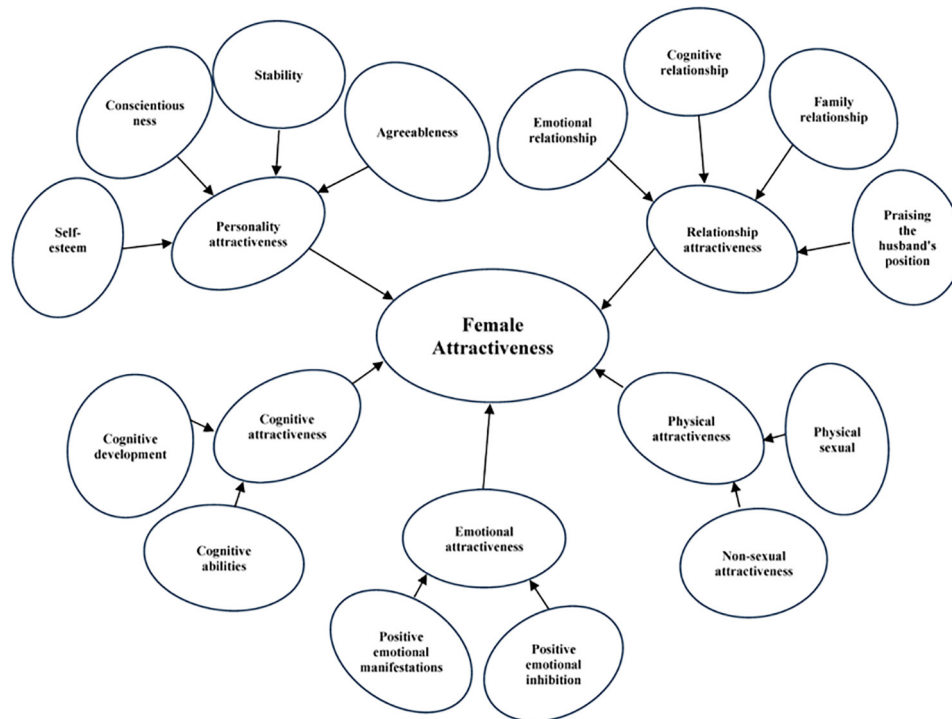 Conscientious
ness
Stability
Agreeableness
Self-
esteem
Personality
attractiveness
Emotional
relationship
Cognitive
relationship
Family
relationship
Praising
the
husband's
position
Relationship
attractiveness
Female
Attractiveness
Cognitive
development
Cognitive
attractiveness
Cognitive
abilities
Emotional
attractiveness
Positive
emotional
manifestations
Positive
emotional
inhibition
Physical
attractiveness
Physical
sexual
Non-sexual
attractiveness